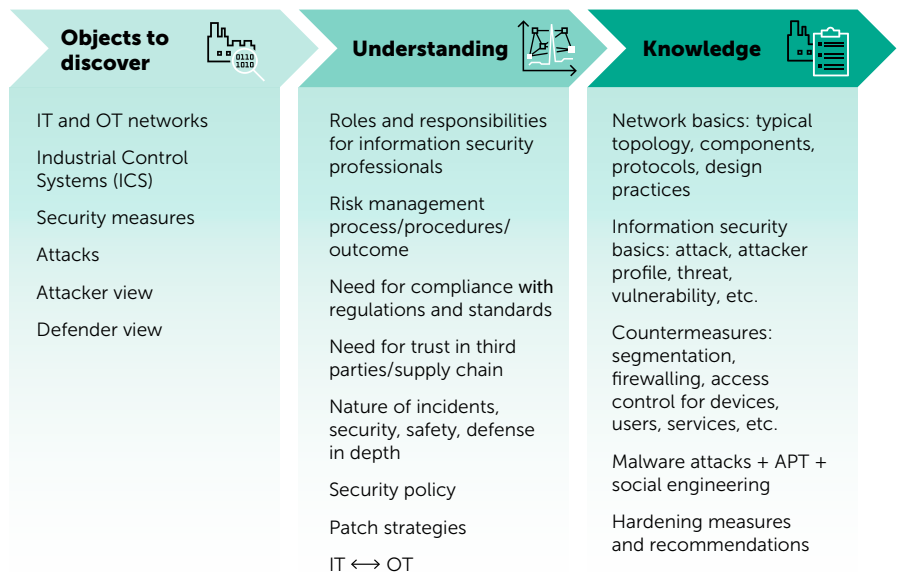 Objects to
discover
0110
1010
IT and OT networks
Industrial Control
Systems (ICS)
Security measures
Attacks
Attacker view
Defender view
Understanding
Roles and responsibilities
for information security
professionals
Risk management
process/procedures/
outcome
Need for compliance with
regulations and standards
Need for trust in third
parties/supply chain
Nature of incidents,
security, safety, defense
in depth
Security policy
Patch strategies
IT ⟷ OT
Knowledge
Network basics: typical
topology, components,
protocols, design
practices
Information security
basics: attack, attacker
profile, threat,
vulnerability, etc.
Countermeasures:
segmentation,
firewalling, access
control for devices,
users, services, etc.
Malware attacks + APT +
social engineering
Hardening measures
and recommendations